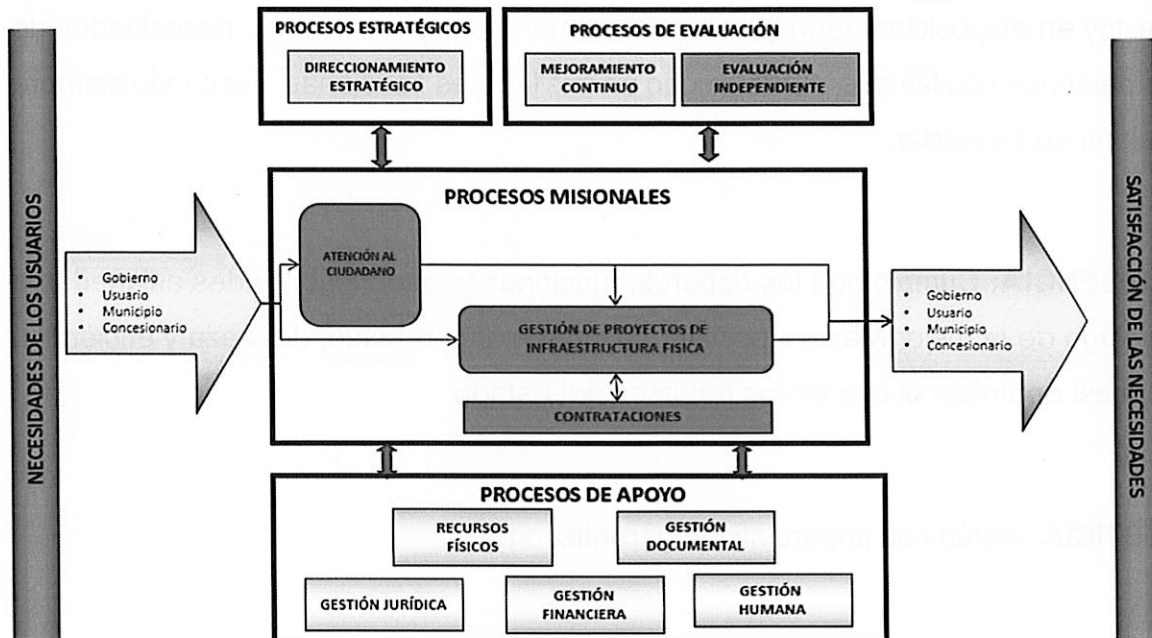 PROCESOS ESTRATÉGICOS
DIRECCIONAMIENTO
ESTRATÉGICO
PROCESOS DE EVALUACIÓN
MEJORAMIENTO
CONTINUO
EVALUACIÓN
INDEPENDIENTE
NECESIDADES DE LOS USUARIOS
• Gobierno
• Usuario
• Municipio
• Concesionario
PROCESOS MISIONALES
ATENCIÓN AL
CIUDADANO
GESTIÓN DE PROYECTOS DE
INFRAESTRUCTURA FISICA
CONTRATACIONES
• Gobierno
• Usuario
• Municipio
• Concesionario
SATISFACCIÓN DE LAS NECESIDADES
PROCESOS DE APOYO
RECURSOS
FÍSICOS
GESTIÓN
DOCUMENTAL
GESTIÓN JURÍDICA
GESTIÓN
FINANCIERA
GESTIÓN
HUMANA